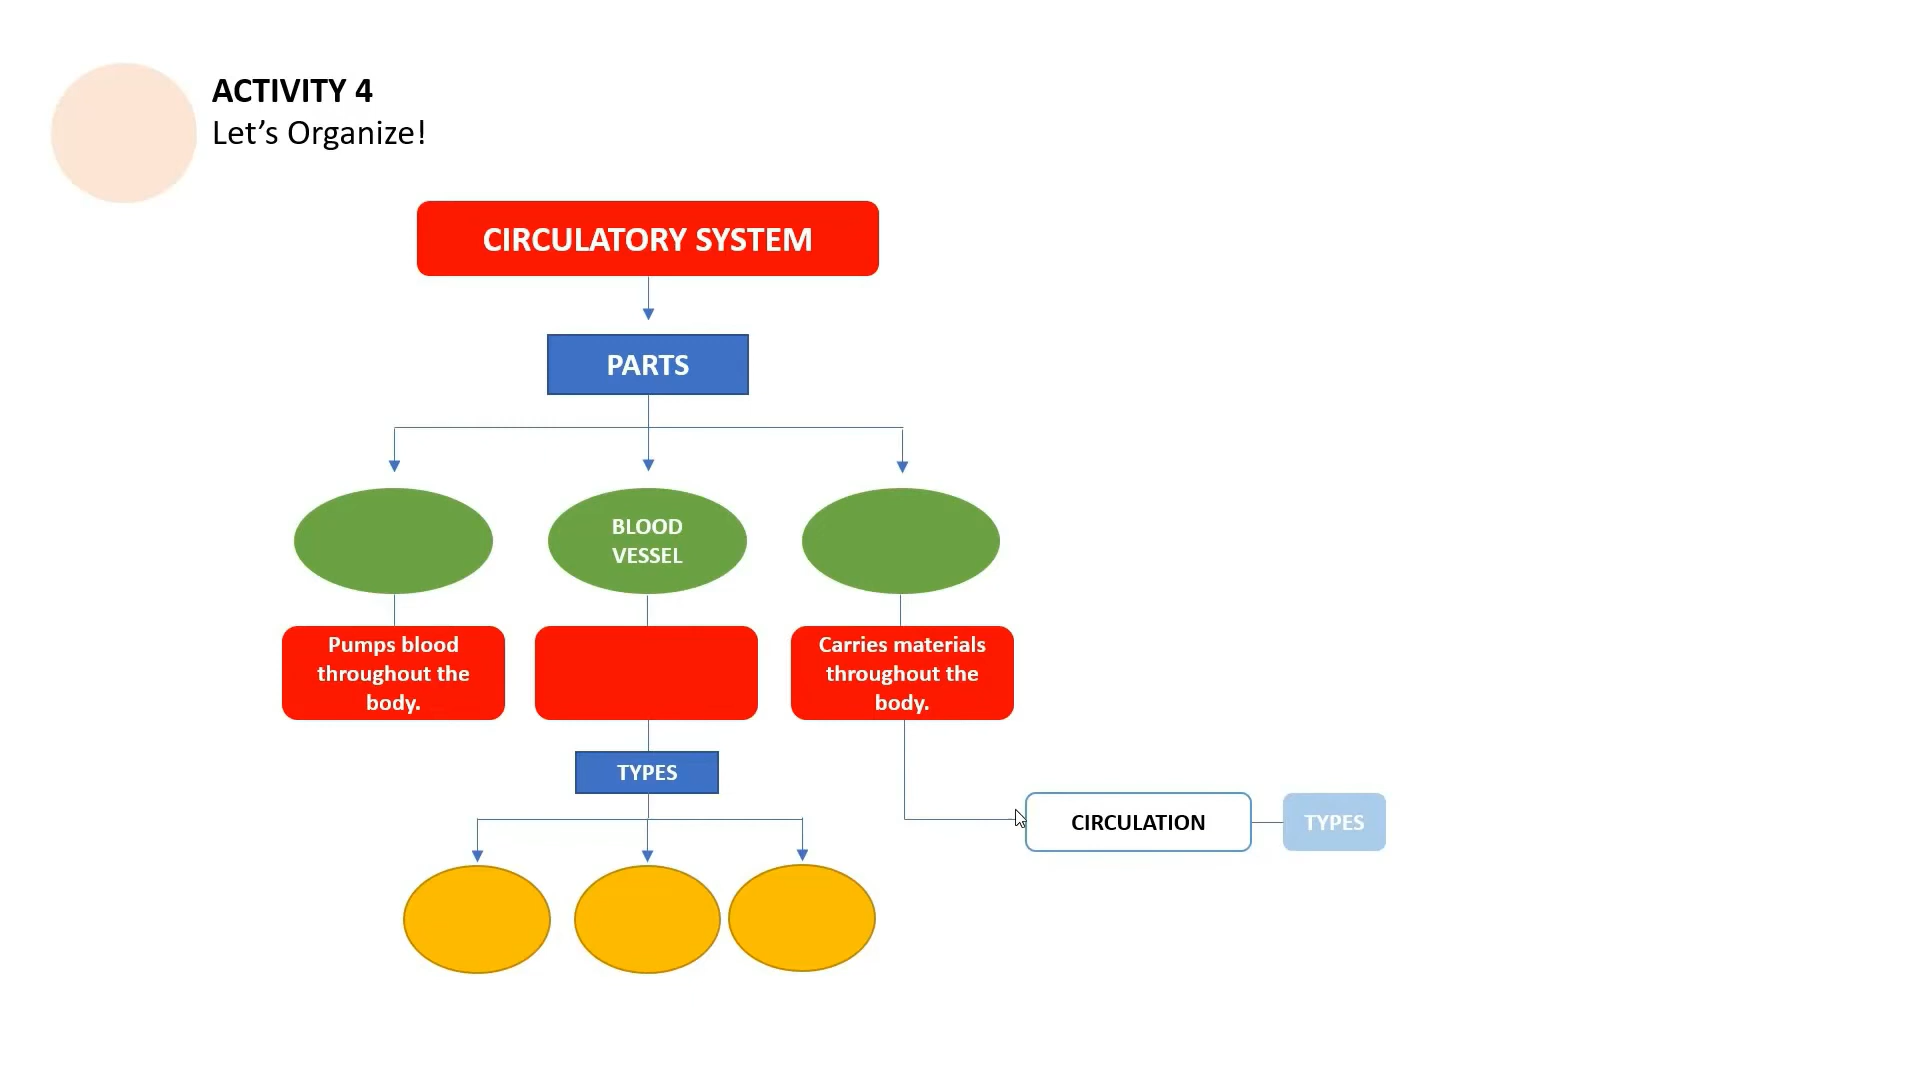 ACTIVITY 4
Let’s Organize!
CIRCULATORY SYSTEM
PARTS
BLOOD
VESSEL
Pumps blood
throughout the
body.
Carries materials
throughout the
body.
TYPES
CIRCULATION
TYPES